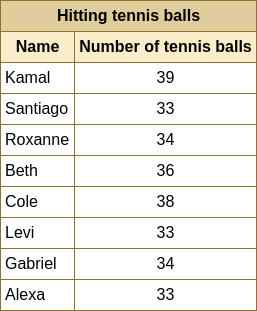 Hitting tennis balls
Name Number of tennis balls
Kamal 39
Santiago 33
Roxanne 34
Beth 36
Cole 38
Levi 33
Gabriel 34
Alexa 33